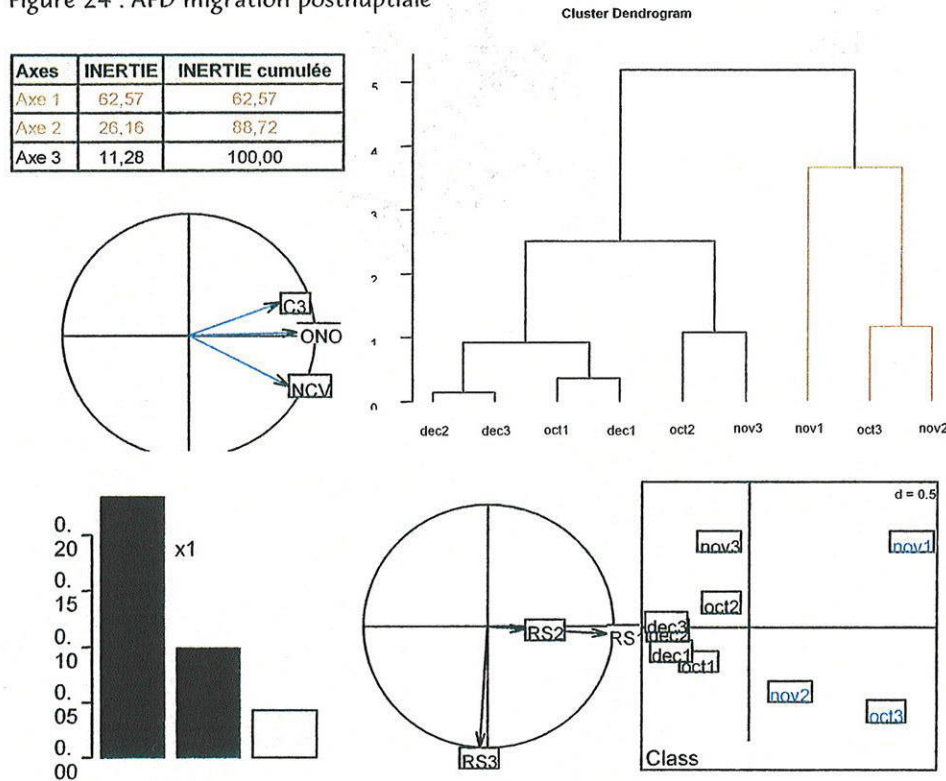 Figure 24 : AFD migration postnuptiale
Cluster Dendrogram
Axes INERTIE INERTIE cumulée
Axe 1 62,57 62,57
Axe 2 26,16 88,72
Axe 3 11,28 100,00
5
4
3
2
1
0
dec2 dec3 oct1 dec1 oct2 nov3 nov1 oct3 nov2
C3
ONO
NCV
0.
20
0.
15
0.
10
0.
05
0.
00
x1
RS2
RS1
RS3
d = 0.5
nov3
nov1
oct2
dec3
dec2
dec1
oct1
nov2
oct3
Class